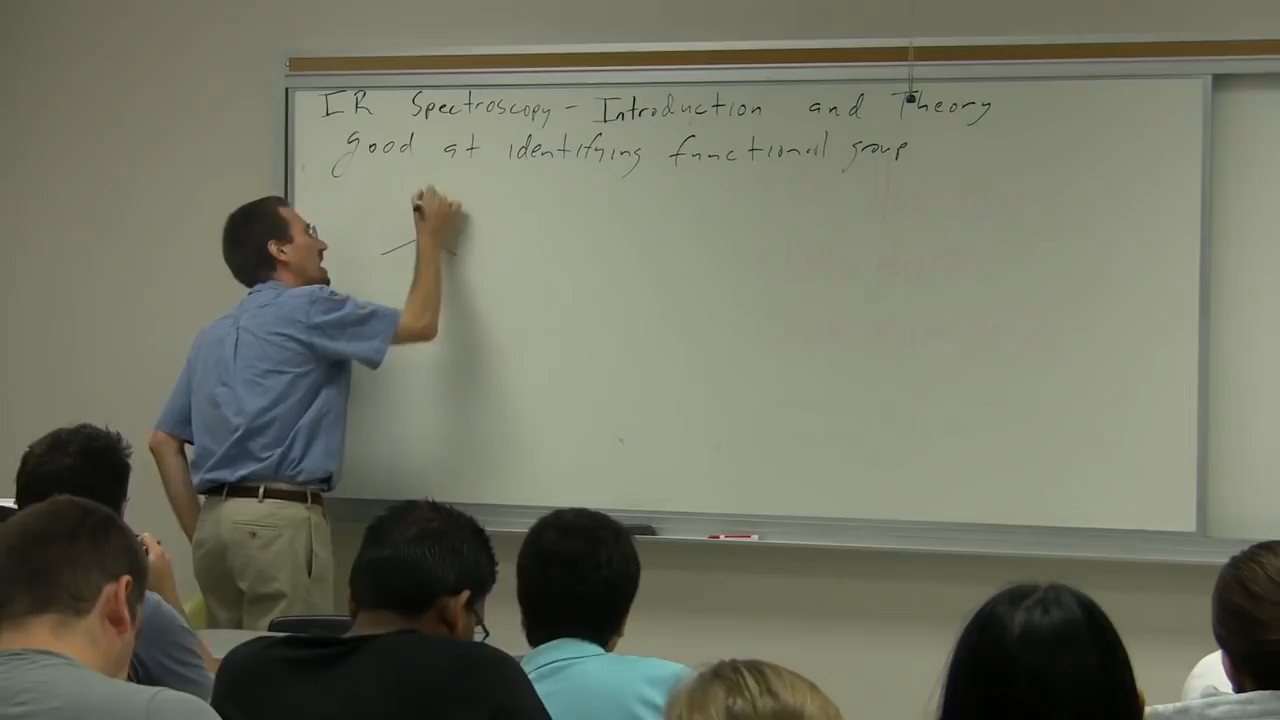 IR Spectroscopy - Introduction and Theory
good at identifying functional group